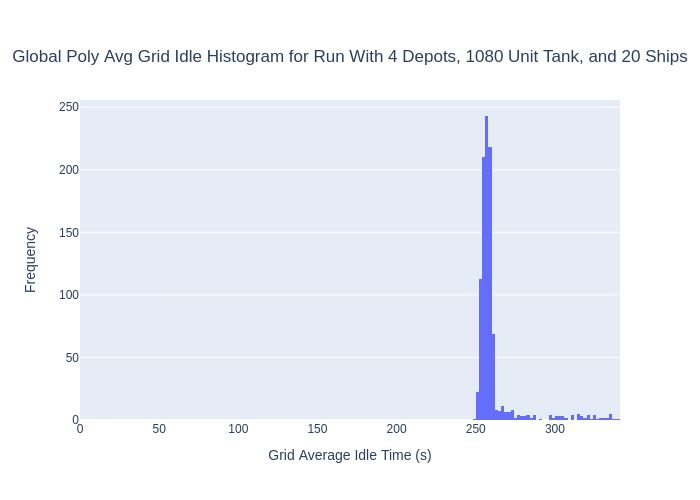 Global Poly Avg Grid Idle Histogram for Run With 4 Depots, 1080 Unit Tank, and 20 Ships
250
200
150
100
50
0
0 50 100 150 200 250 300
Frequency
Grid Average Idle Time (s)